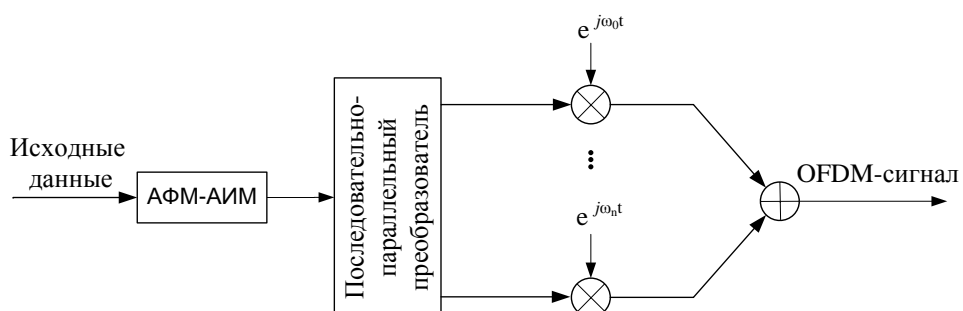 e^{jω₀t}
Исходные
данные
АФМ-АИМ
Последовательно-
параллельный
преобразователь
...
e^{jωₙt}
OFDM-сигнал